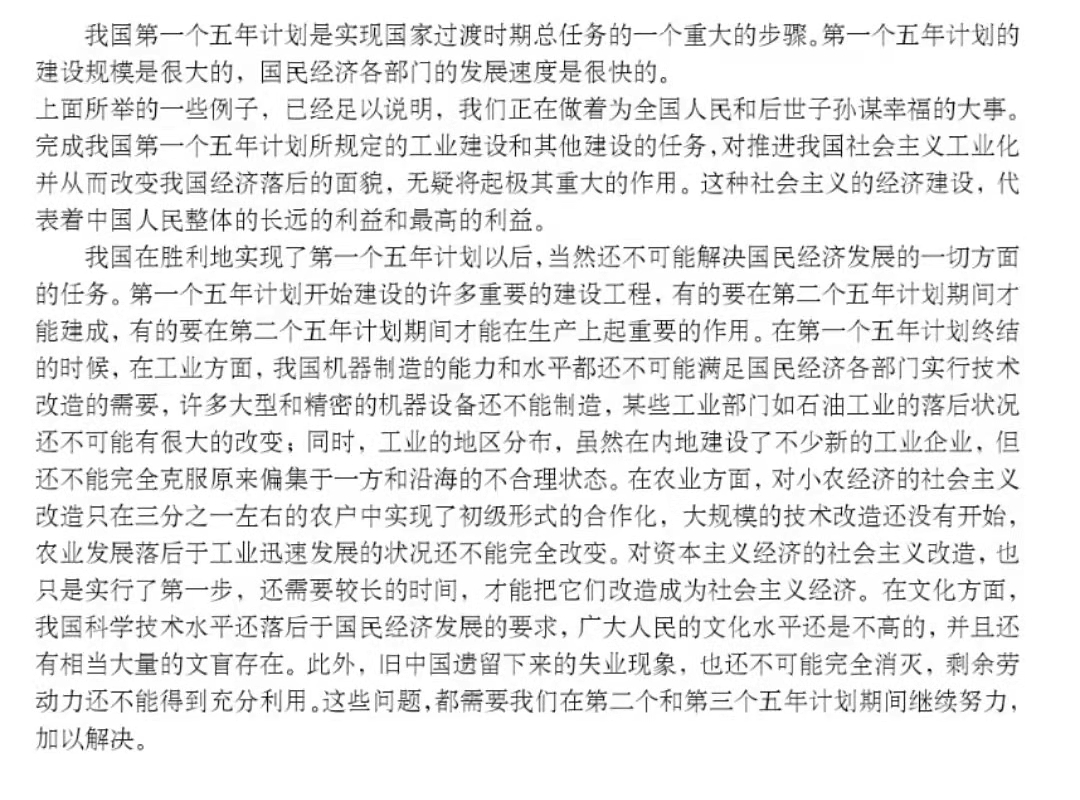 我国第一个五年计划是实现国家过渡时期总任务的一个重大的步骤。第一个五年计划的
建设规模是很大的，国民经济各部门的发展速度是很快的。
上面所举的一些例子，已经足以说明，我们正在做着为全国人民和后世子孙谋幸福的大事。
完成我国第一个五年计划所规定的工业建设和其他建设的任务，对推进我国社会主义工业化
并从而改变我国经济落后的面貌，无疑将起极其重大的作用。这种社会主义的经济建设，代
表着中国人民整体的长远的利益和最高的利益。
我国在胜利地实现了第一个五年计划以后，当然还不可能解决国民经济发展的一切方面
的任务。第一个五年计划开始建设的许多重要的建设工程，有的要在第二个五年计划期间才
能建成，有的要在第二个五年计划期间才能在生产上起重要的作用。在第一个五年计划终结
的时候，在工业方面，我国机器制造的能力和水平都还不可能满足国民经济各部门实行技术
改造的需要，许多大型和精密的机器设备还不能制造，某些工业部门如石油工业的落后状况
还不可能有很大的改变；同时，工业的地区分布，虽然在内地建设了不少新的工业企业，但
还不能完全克服原来偏集于一方和沿海的不合理状态。在农业方面，对小农经济的社会主义
改造只在三分之一左右的农户中实现了初级形式的合作化，大规模的技术改造还没有开始，
农业发展落后于工业迅速发展的状况还不能完全改变。对资本主义经济的社会主义改造，也
只是实行了第一步，还需要较长的时间，才能把它们改造成为社会主义经济。在文化方面，
我国科学技术水平还落后于国民经济发展的要求，广大人民的文化水平还是不高的，并且还
有相当大量的文盲存在。此外，旧中国遗留下来的失业现象，也还不可能完全消灭，剩余劳
动力还不能得到充分利用。这些问题，都需要我们在第二个和第三个五年计划期间继续努力，
加以解决。